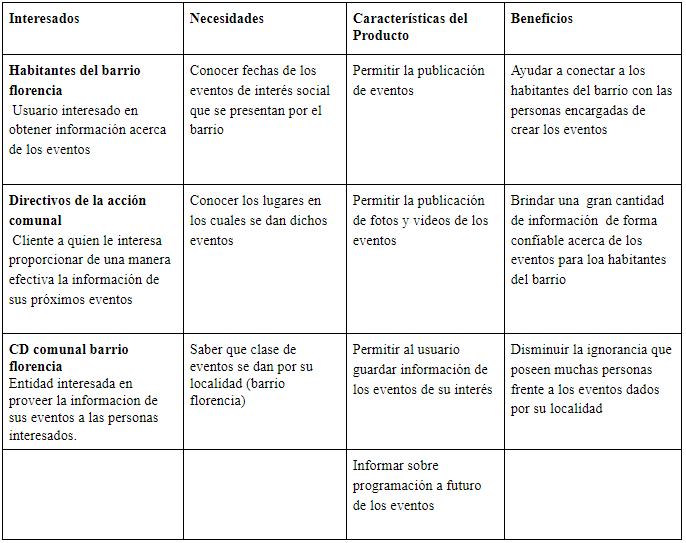 Interesados
Necesidades
Características del
Producto
Beneficios
Habitantes del barrio
florencia
Usuario interesado en
obtener información acerca
de los eventos
Conocer fechas de los
eventos de interés social
que se presentan por el
barrio
Permitir la publicación
de eventos
Ayudar a conectar a los
habitantes del barrio con las
personas encargadas de
crear los eventos
Directivos de la acción
comunal
Cliente a quien le interesa
proporcionar de una manera
efectiva la información de
sus próximos eventos
Conocer los lugares en
los cuales se dan dichos
eventos
Permitir la publicación
de fotos y videos de los
eventos
Brindar una gran cantidad
de información de forma
confiable acerca de los
eventos para loa habitantes
del barrio
CD comunal barrio
florencia
Entidad interesada en
proveer la informacion de
sus eventos a las personas
interesados.
Saber que clase de
eventos se dan por su
localidad (barrio
florencia)
Permitir al usuario
guardar información de
los eventos de su interés
Disminuir la ignorancia que
poseen muchas personas
frente a los eventos dados
por su localidad
Informar sobre
programación a futuro
de los eventos